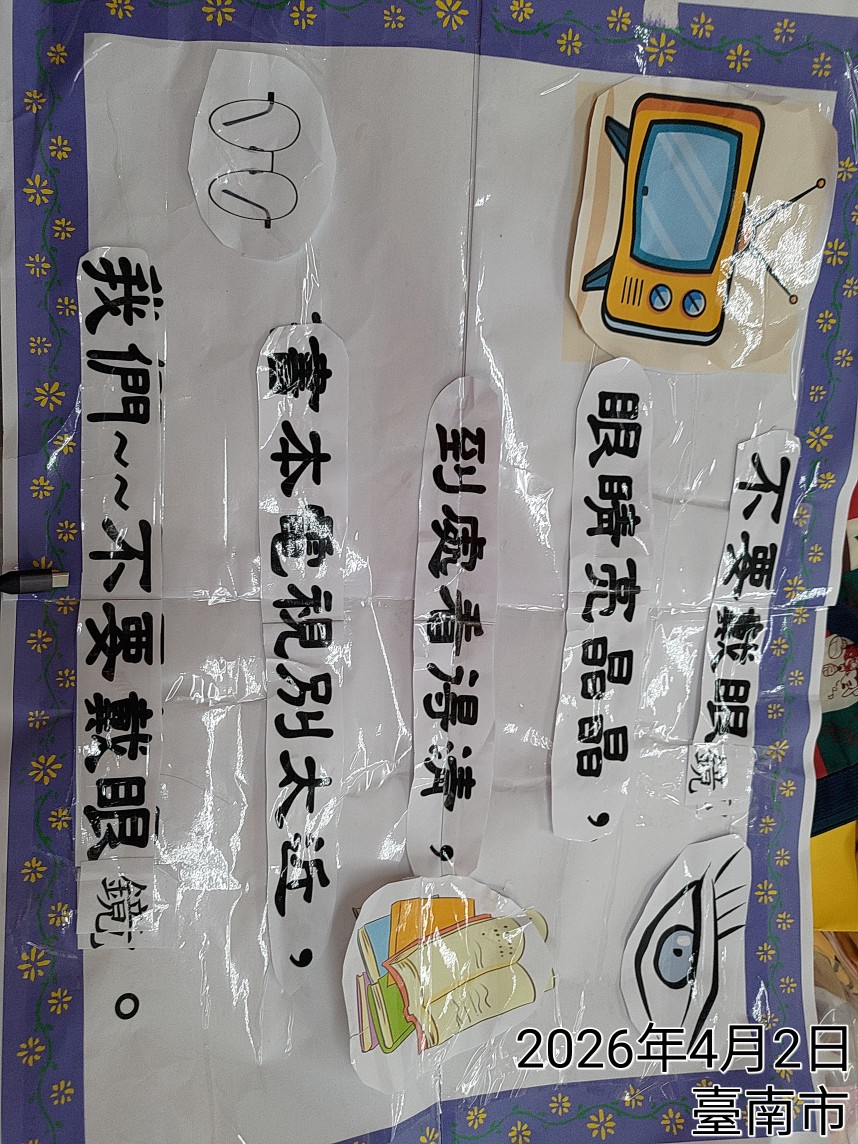 不要戴眼鏡
眼睛亮晶晶，
到處看得清，
書本電視別太近，
我們~~不要戴眼鏡。
2026年4月2日
臺南市